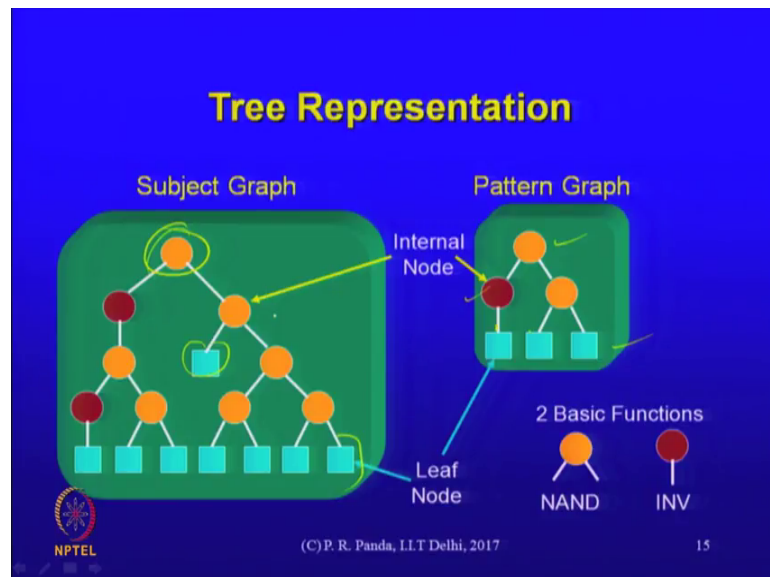 Tree Representation
Subject Graph
Pattern Graph
Internal
Node
2 Basic Functions
Leaf
Node
NAND
INV
NPTEL
(C) P. R. Panda, I.I.T Delhi, 2017
15